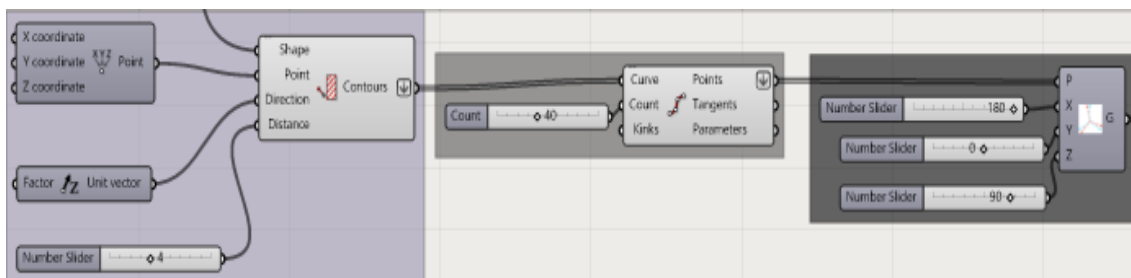 X coordinate
Y coordinate
Z coordinate
XYZ
Point
Shape
Point
Direction
Distance
Contours
Factor
Z
Unit vector
Number Slider
4
Curve
Count
Kinks
Points
Tangents
Parameters
Count
40
Number Slider
180
Number Slider
0
Number Slider
90
P
X
Y
Z
G